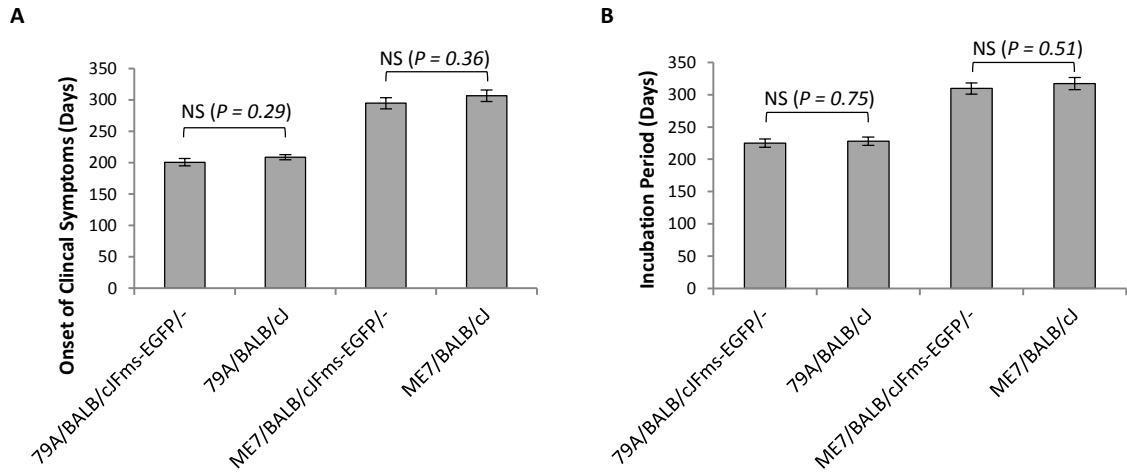 A
Onset of Clincal Symptoms (Days)
350
300
250
200
150
100
50
0
NS (P = 0.29)
NS (P = 0.36)
79A/BALB/cJFms-EGFP/-
79A/BALB/cJ
ME7/BALB/cJFms-EGFP/-
ME7/BALB/cJ
B
Incubation Period (Days)
350
300
250
200
150
100
50
0
NS (P = 0.75)
NS (P = 0.51)
79A/BALB/cJFms-EGFP/-
79A/BALB/cJ
ME7/BALB/cJFms-EGFP/-
ME7/BALB/cJ